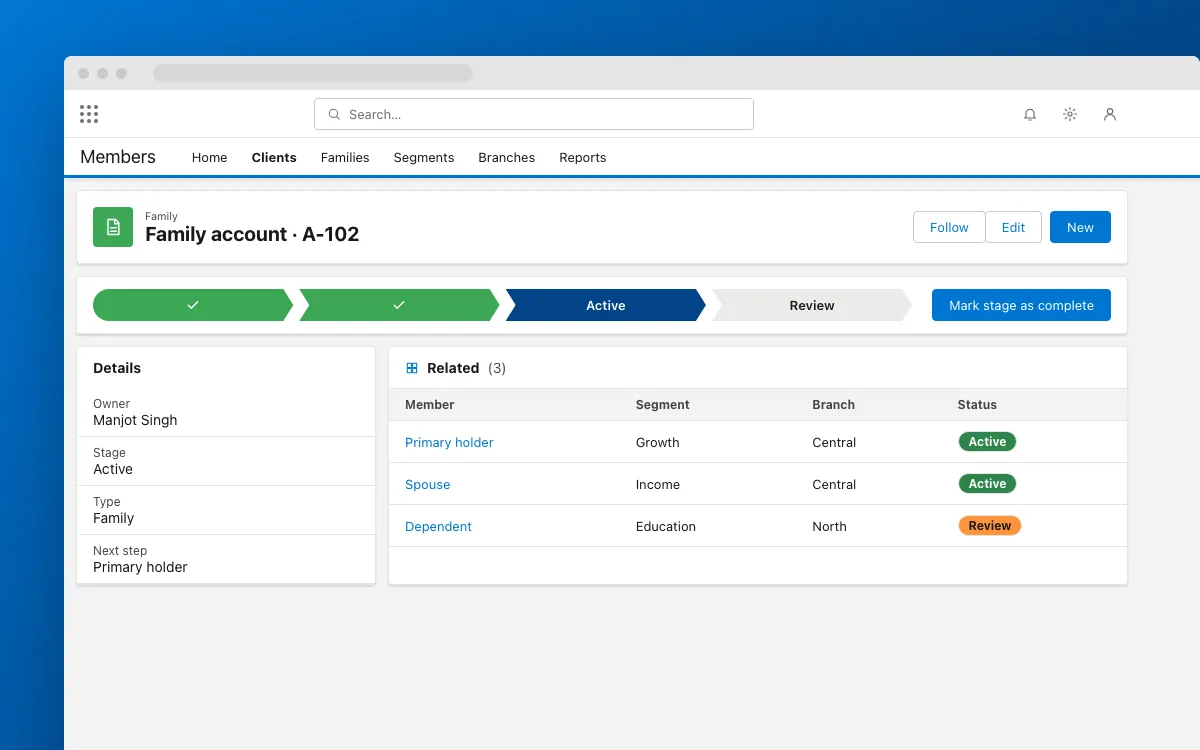 Search...
Members Home Clients Families Segments Branches Reports
Family
Family account · A-102
Follow Edit New
Active Review Mark stage as complete
Details
Owner
Manjot Singh
Stage
Active
Type
Family
Next step
Primary holder
Related (3)
Member Segment Branch Status
Primary holder Growth Central Active
Spouse Income Central Active
Dependent Education North Review